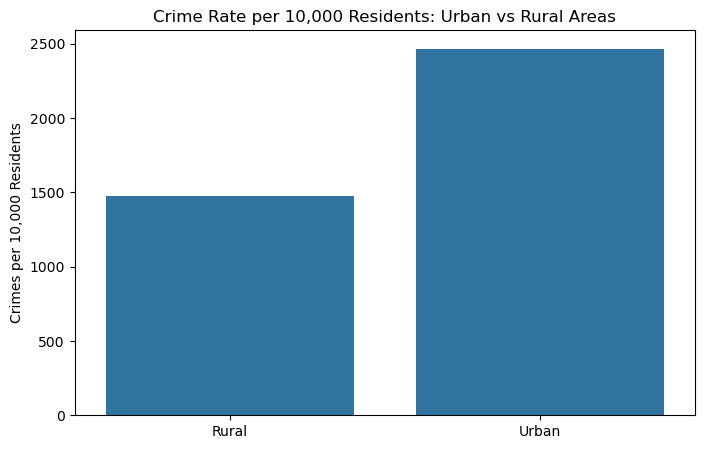 Crime Rate per 10,000 Residents: Urban vs Rural Areas
Crimes per 10,000 Residents
2500
2000
1500
1000
500
0
Rural
Urban